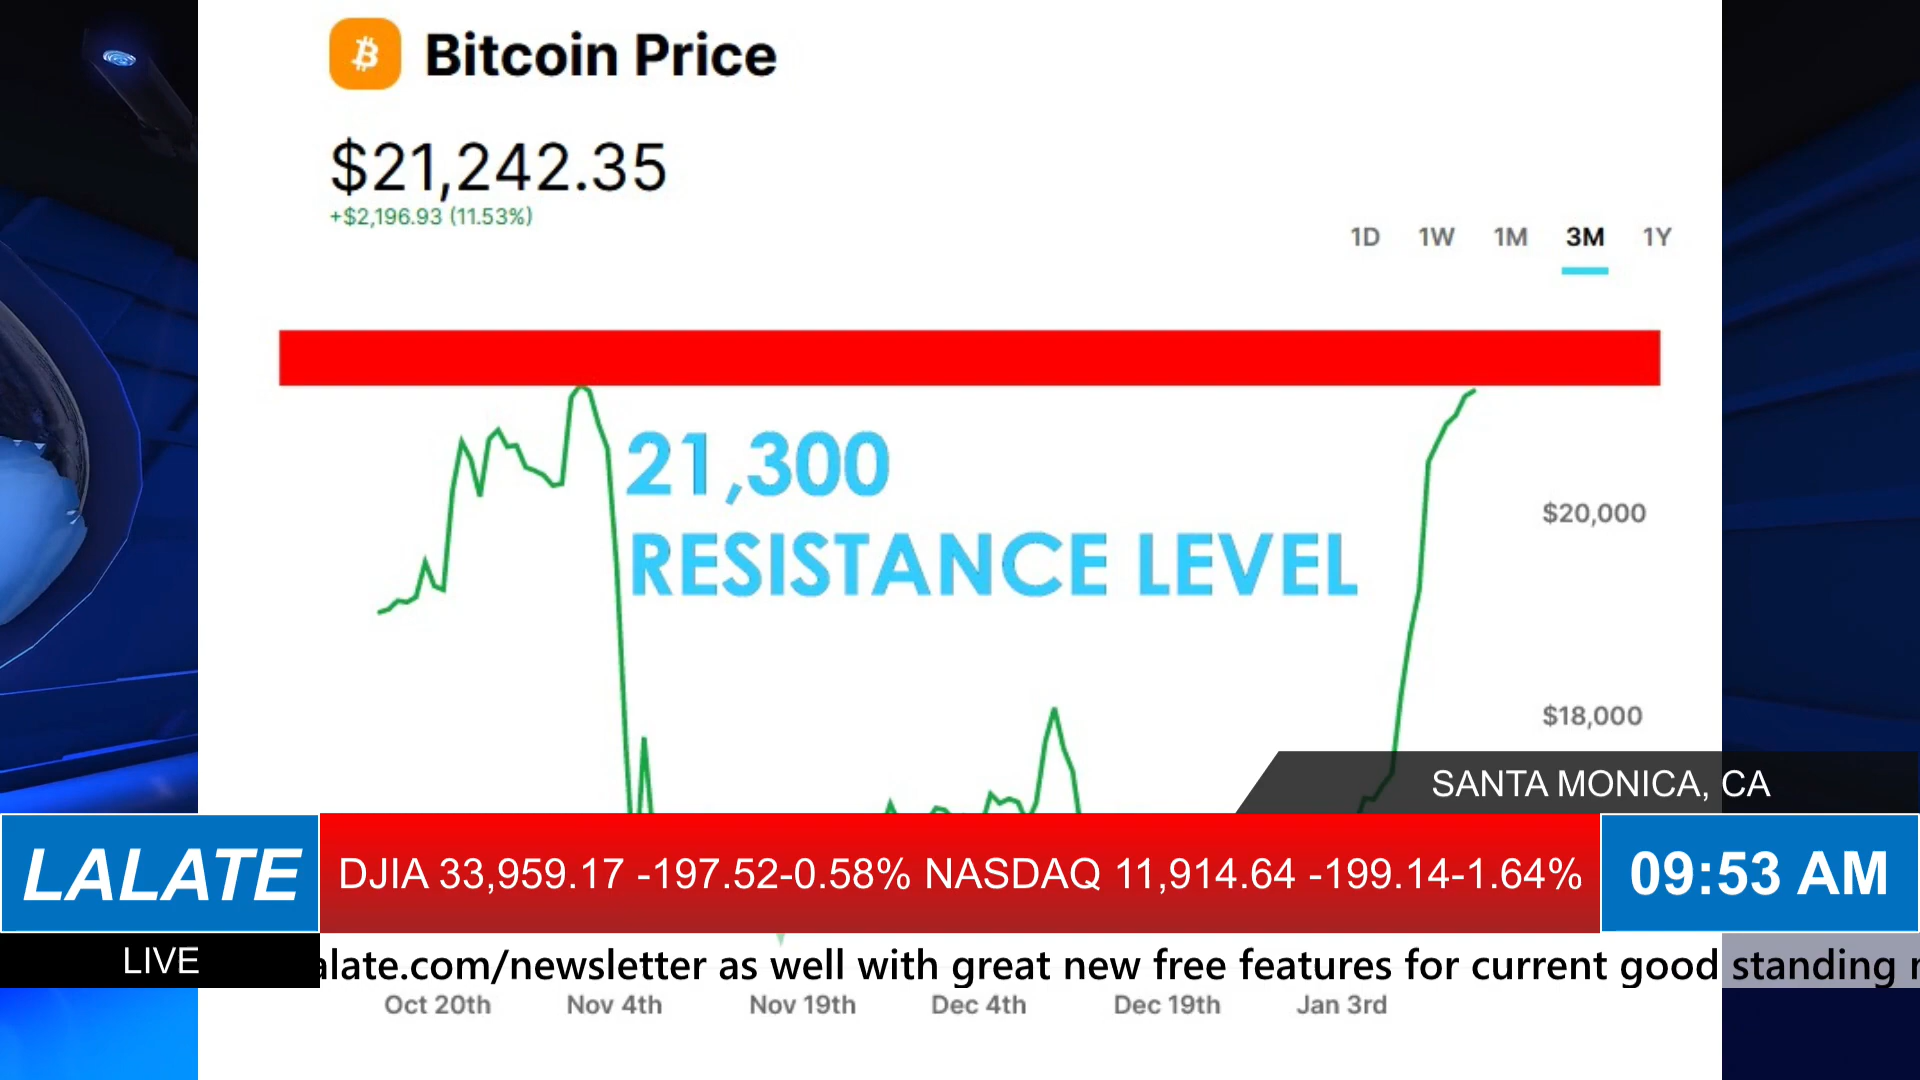 Bitcoin Price
$21,242.35
+$2,196.93 (11.53%)
1D 1W 1M 3M 1Y
21,300
RESISTANCE LEVEL
$20,000
$18,000
SANTA MONICA, CA
LALATE
DJIA 33,959.17 -197.52-0.58% NASDAQ 11,914.64 -199.14-1.64%
09:53 AM
LIVE
alate.com/newsletter as well with great new free features for current good standing
Oct 20th Nov 4th Nov 19th Dec 4th Dec 19th Jan 3rd